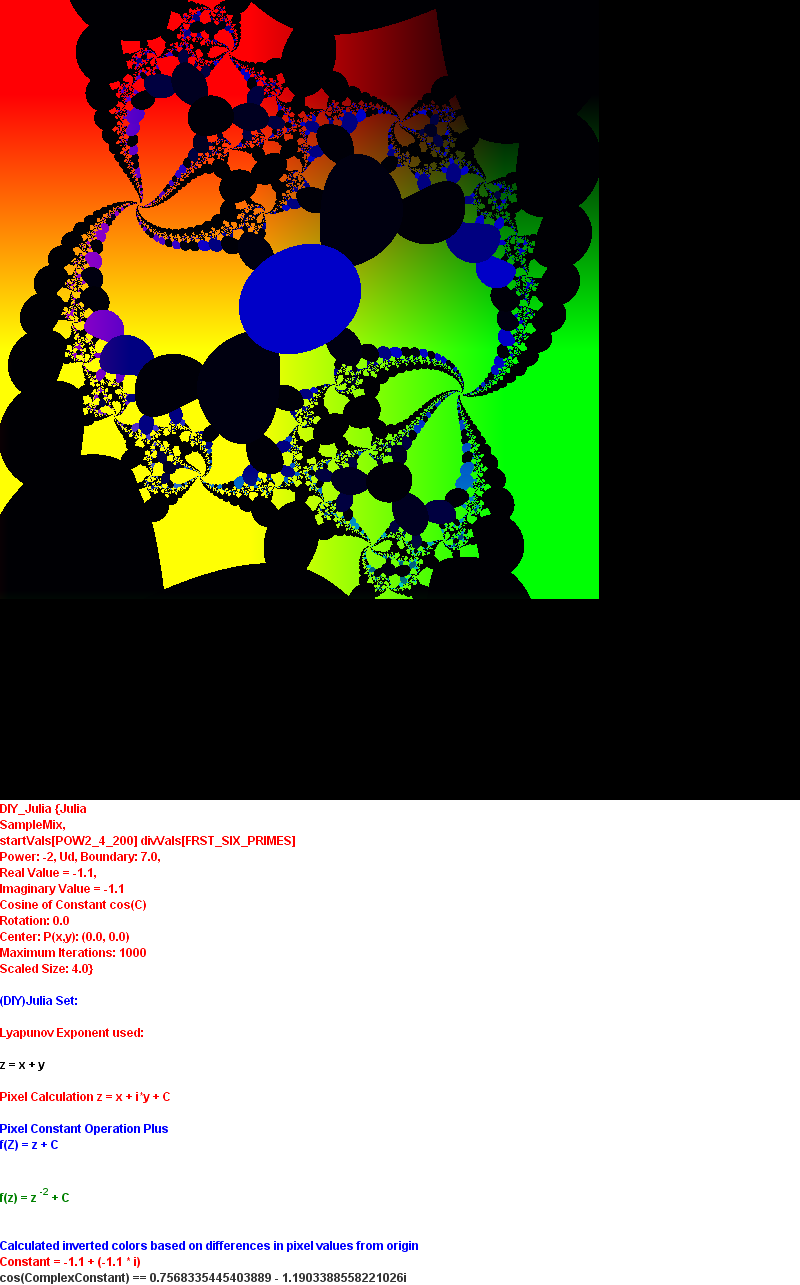 DIY_Julia {Julia
SampleMix,
startVals[POW2_4_200] divVals[FRST_SIX_PRIMES]
Power: -2, Ud, Boundary: 7.0,
Real Value = -1.1,
Imaginary Value = -1.1
Cosine of Constant cos(C)
Rotation: 0.0
Center: P(x,y): (0.0, 0.0)
Maximum Iterations: 1000
Scaled Size: 4.0}
(DIY)Julia Set:
Lyapunov Exponent used:
z = x + y
Pixel Calculation z = x + i*y + C
Pixel Constant Operation Plus
f(Z) = z + C
f(z) = z -2 + C
Calculated inverted colors based on differences in pixel values from origin
Constant = -1.1 + (-1.1 * i)
cos(ComplexConstant) == 0.7568335445403889 - 1.1903388558221026i